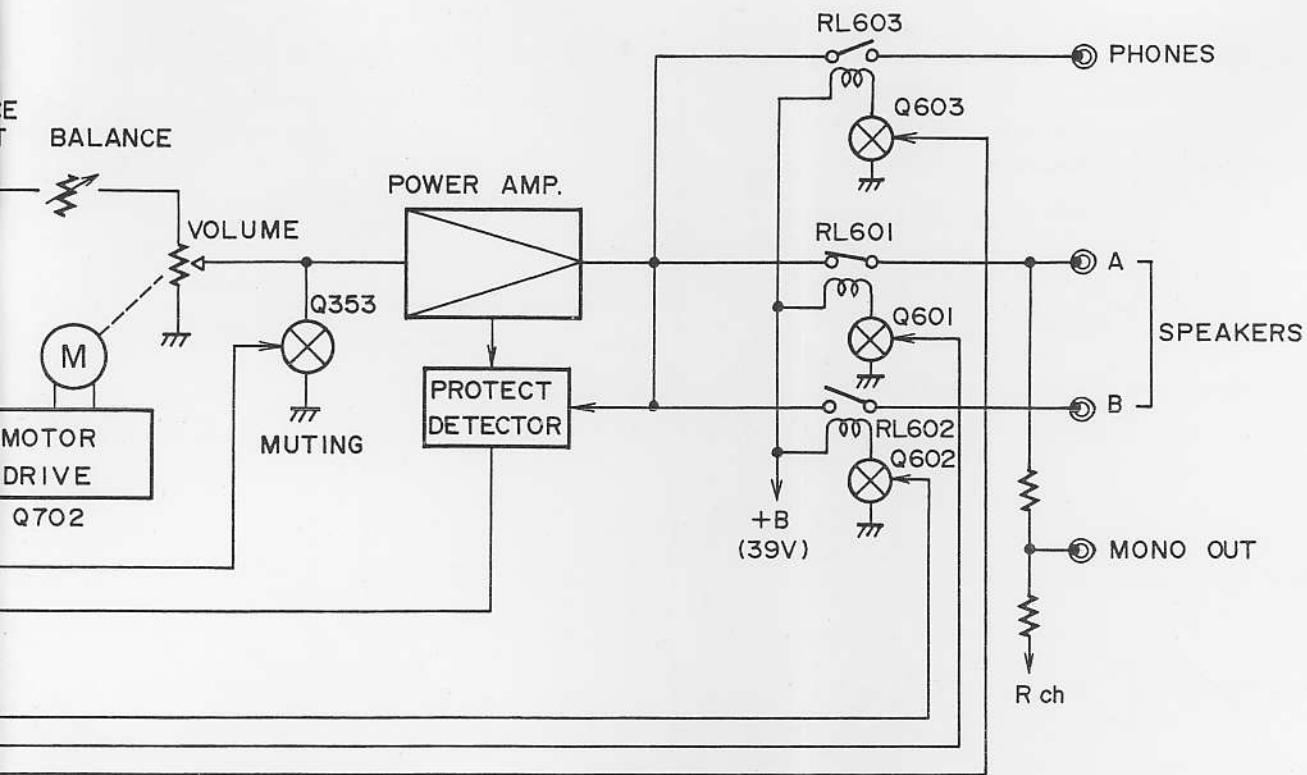 RL603
PHONES
Q603
BALANCE
POWER AMP.
VOLUME
RL601
A
Q353
Q601
SPEAKERS
M
PROTECT
DETECTOR
B
MUTING
RL602
MOTOR
DRIVE
Q602
Q702
+B
(39V)
MONO OUT
R ch